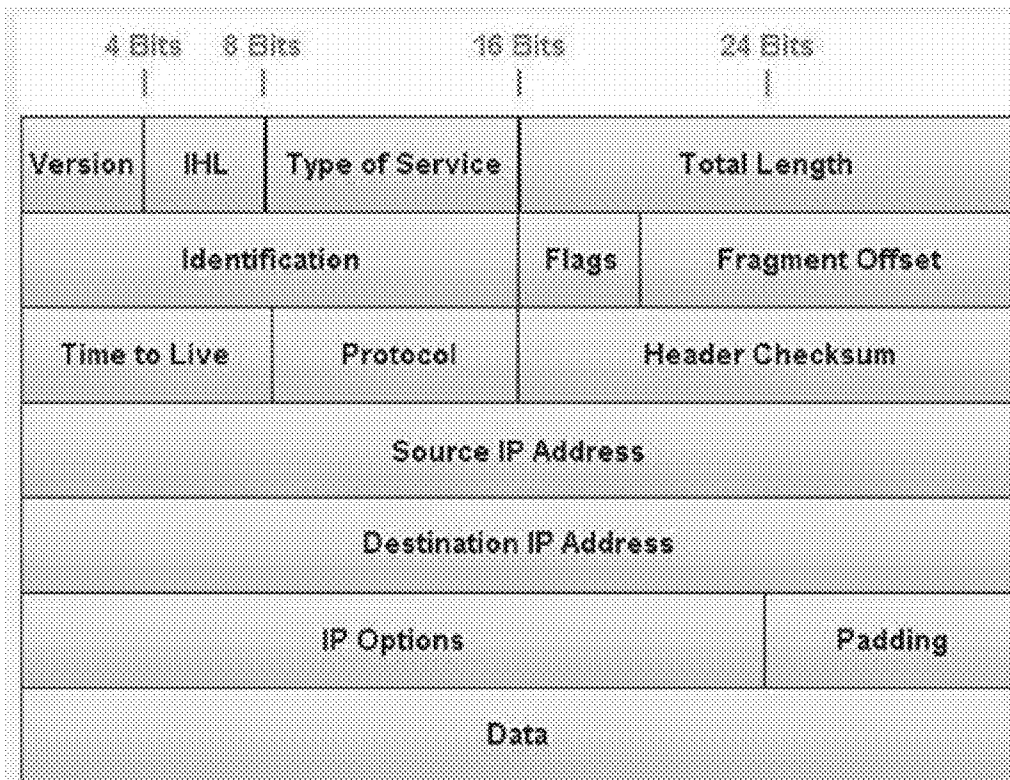 4 Bits 8 Bits 16 Bits 24 Bits
Version IHL Type of Service Total Length
Identification Flags Fragment Offset
Time to Live Protocol Header Checksum
Source IP Address
Destination IP Address
IP Options Padding
Data